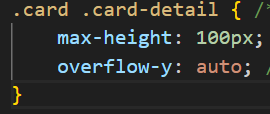 .card .card-detail { /*
max-height: 100px;
overflow-y: auto; /
}